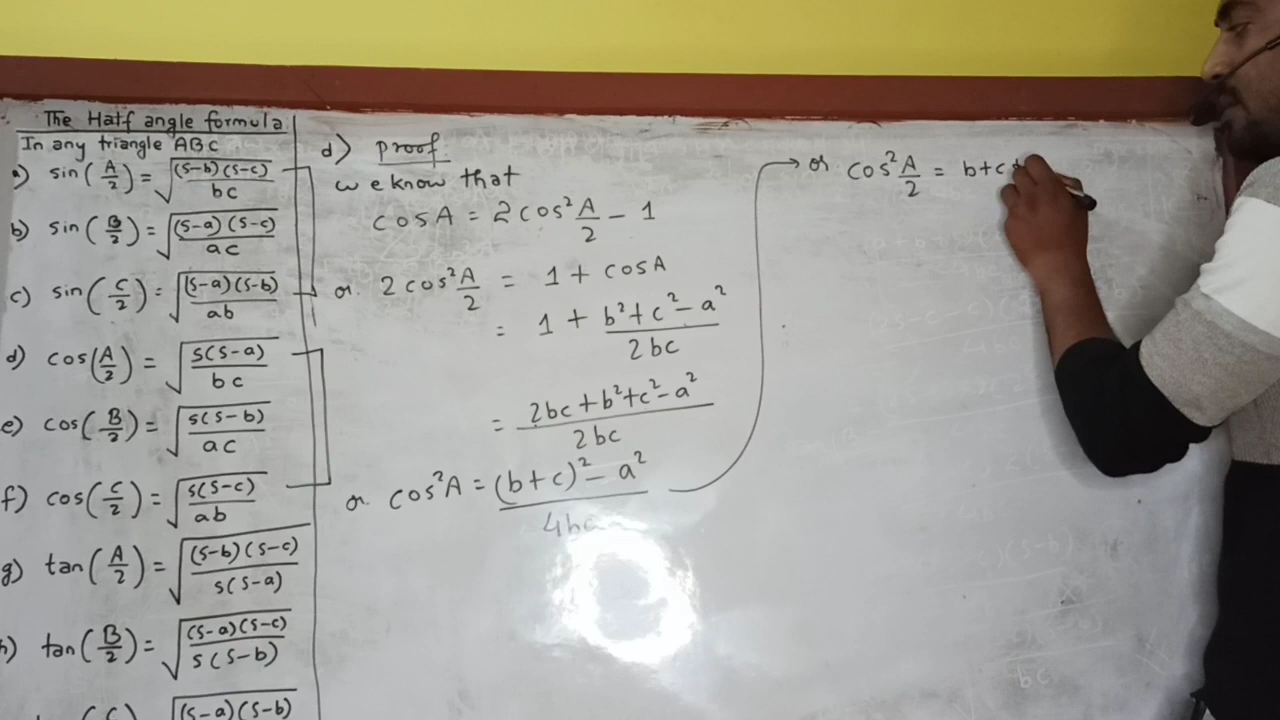 The Half angle formula
In any triangle ABC
a) sin(A/2) = √((s-b)(s-c)/bc)
b) sin(B/2) = √((s-a)(s-c)/ac)
c) sin(C/2) = √((s-a)(s-b)/ab)
d) cos(A/2) = √(s(s-a)/bc)
e) cos(B/2) = √(s(s-b)/ac)
f) cos(C/2) = √(s(s-c)/ab)
g) tan(A/2) = √((s-b)(s-c)/s(s-a))
h) tan(B/2) = √((s-a)(s-c)/s(s-b))
(s-a)(s-b)
d) proof:
we know that
cosA = 2cos²A/2 - 1
or 2cos²A/2 = 1 + cosA
= 1 + (b²+c²-a²)/2bc
= (2bc+b²+c²-a²)/2bc
or cos²A = ((b+c)²-a²)/4bc
→ or cos²A/2 = b+c+